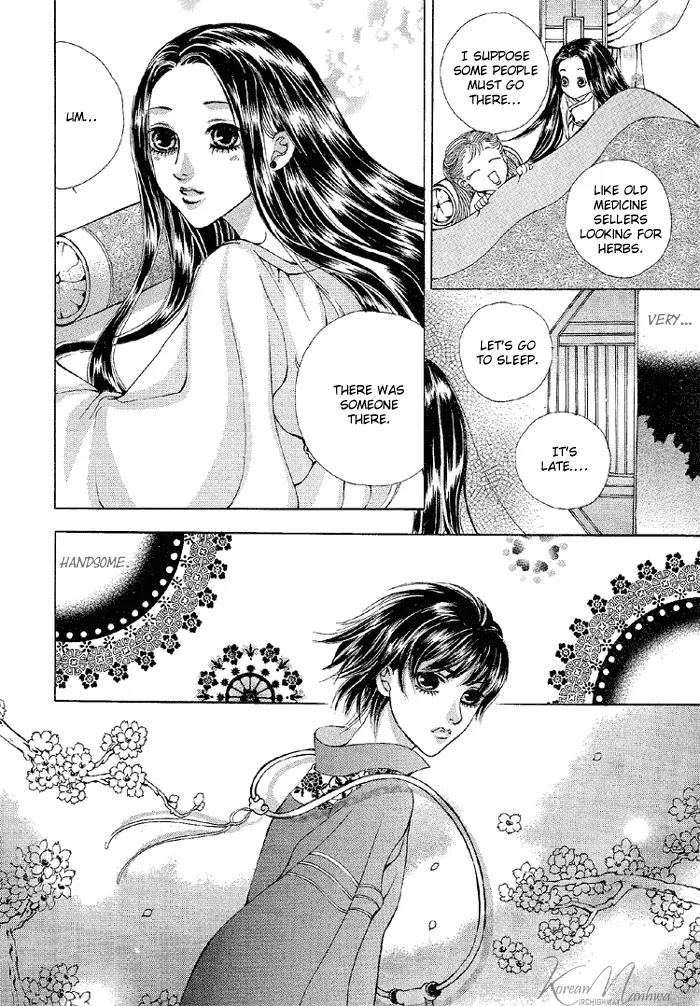 UM...
THERE WAS
SOMEONE
THERE.
I SUPPOSE
SOME PEOPLE
MUST GO
THERE...
LIKE OLD
MEDICINE
SELLERS
LOOKING FOR
HERBS.
LET'S GO
TO SLEEP.
IT'S
LATE....
VERY...
HANDSOME.
Korean Manhwa
IRCHIGHWAY